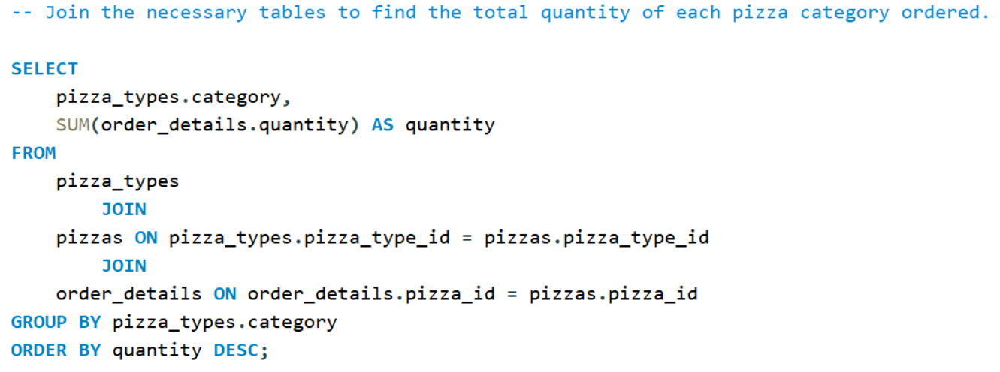 -- Join the necessary tables to find the total quantity of each pizza category ordered.
SELECT
pizza_types.category,
SUM(order_details.quantity) AS quantity
FROM
pizza_types
JOIN
pizzas ON pizza_types.pizza_type_id = pizzas.pizza_type_id
JOIN
order_details ON order_details.pizza_id = pizzas.pizza_id
GROUP BY pizza_types.category
ORDER BY quantity DESC;